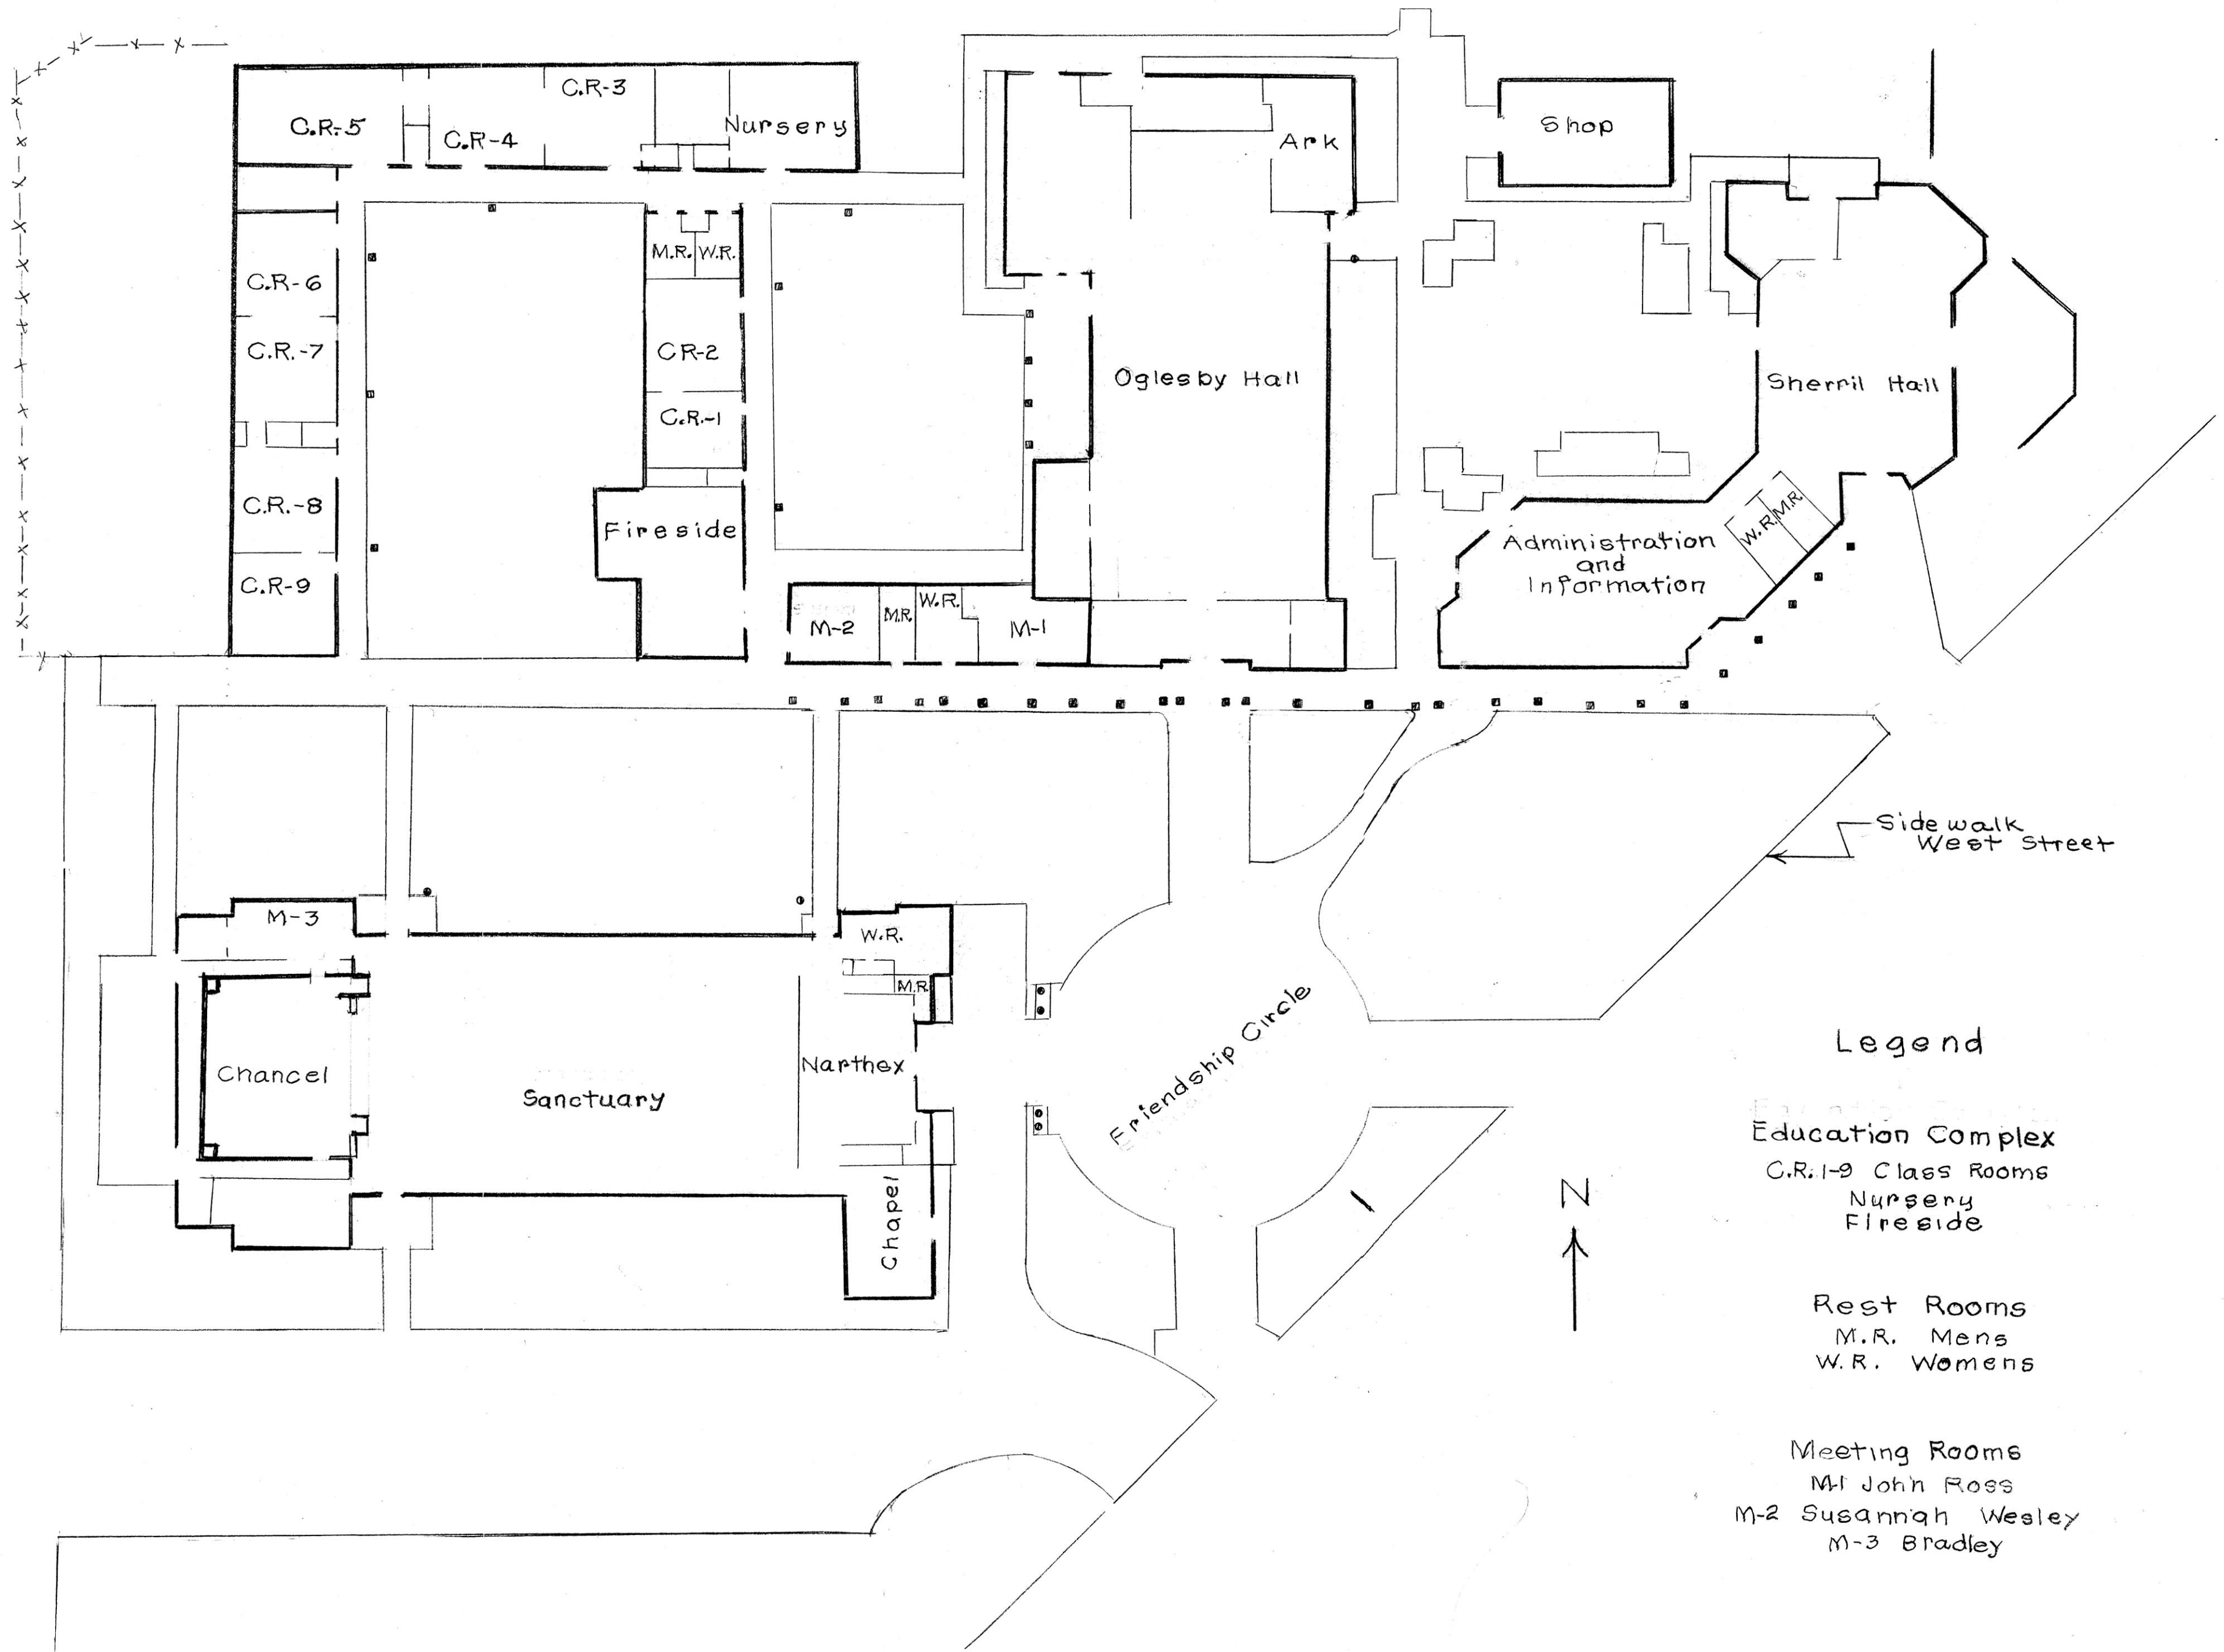 C.R-3
C.R-5
C.R-4
Nursery
Ark
Shop
M.R.
W.R.
C.R-6
C.R.-7
CR-2
C.R.-1
Oglesby Hall
Sherril Hall
C.R.-8
Fireside
W.R.
M.R.
Administration
and
Information
C.R-9
M-2
M.R.
W.R.
M-1
Sidewalk
West Street
M-3
W.R.
M.R.
Chancel
Sanctuary
Narthex
Friendship Circle
Chapel
N
Legend
Education Complex
C.R. 1-9 Class Rooms
Nursery
Fireside
Rest Rooms
M.R. Mens
W.R. Womens
Meeting Rooms
M-1 John Ross
M-2 Susannah Wesley
M-3 Bradley